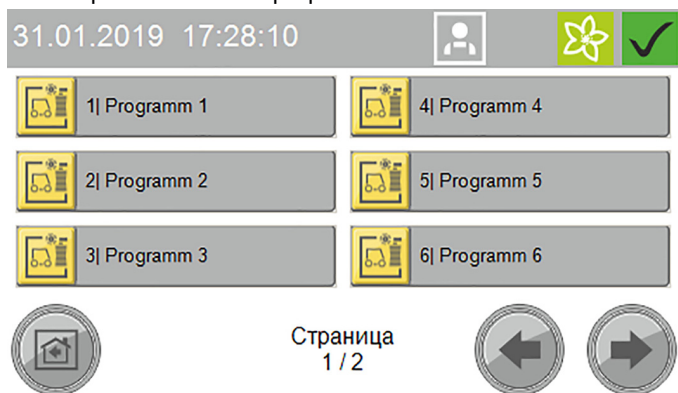 31.01.2019 17:28:10
1| Programm 1
4| Programm 4
2| Programm 2
5| Programm 5
3| Programm 3
6| Programm 6
Страница
1 / 2